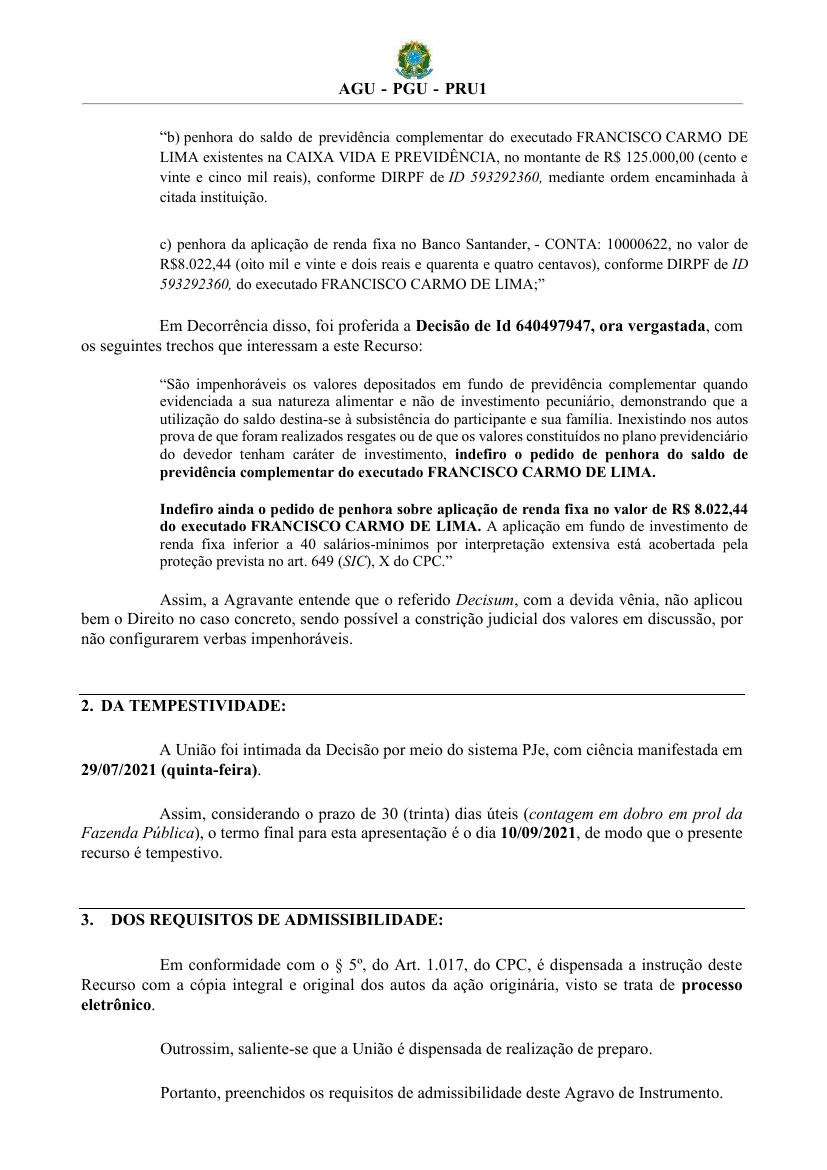 AGU - PGU - PRU1
“b) penhora do saldo de previdência complementar do executado FRANCISCO CARMO DE
LIMA existentes na CAIXA VIDA E PREVIDÊNCIA, no montante de R$ 125.000,00 (cento e
vinte e cinco mil reais), conforme DIRPF de ID 593292360, mediante ordem encaminhada à
citada instituição.
c) penhora da aplicação de renda fixa no Banco Santander, - CONTA: 10000622, no valor de
R$8.022,44 (oito mil e vinte e dois reais e quarenta e quatro centavos), conforme DIRPF de ID
593292360, do executado FRANCISCO CARMO DE LIMA;”
Em Decorrência disso, foi proferida a Decisão de Id 640497947, ora vergastada, com
os seguintes trechos que interessam a este Recurso:
“São impenhoráveis os valores depositados em fundo de previdência complementar quando
evidenciada a sua natureza alimentar e não de investimento pecuniário, demonstrando que a
utilização do saldo destina-se à subsistência do participante e sua família. Inexistindo nos autos
prova de que foram realizados resgates ou de que os valores constituídos no plano previdenciário
do devedor tenham caráter de investimento, indefiro o pedido de penhora do saldo de
previdência complementar do executado FRANCISCO CARMO DE LIMA.
Indefiro ainda o pedido de penhora sobre aplicação de renda fixa no valor de R$ 8.022,44
do executado FRANCISCO CARMO DE LIMA. A aplicação em fundo de investimento de
renda fixa inferior a 40 salários-mínimos por interpretação extensiva está acobertada pela
proteção prevista no art. 649 (SIC), X do CPC.”
Assim, a Agravante entende que o referido Decisum, com a devida vênia, não aplicou
bem o Direito no caso concreto, sendo possível a constrição judicial dos valores em discussão, por
não configurarem verbas impenhoráveis.
2. DA TEMPESTIVIDADE:
A União foi intimada da Decisão por meio do sistema PJe, com ciência manifestada em
29/07/2021 (quinta-feira).
Assim, considerando o prazo de 30 (trinta) dias úteis (contagem em dobro em prol da
Fazenda Pública), o termo final para esta apresentação é o dia 10/09/2021, de modo que o presente
recurso é tempestivo.
3. DOS REQUISITOS DE ADMISSIBILIDADE:
Em conformidade com o § 5º, do Art. 1.017, do CPC, é dispensada a instrução deste
Recurso com a cópia integral e original dos autos da ação originária, visto se trata de processo
eletrônico.
Outrossim, saliente-se que a União é dispensada de realização de preparo.
Portanto, preenchidos os requisitos de admissibilidade deste Agravo de Instrumento.